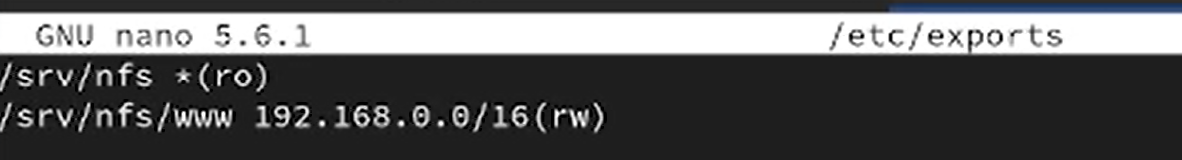 GNU nano 5.6.1 /etc/exports
/srv/nfs *(ro)
/srv/nfs/www 192.168.0.0/16(rw)